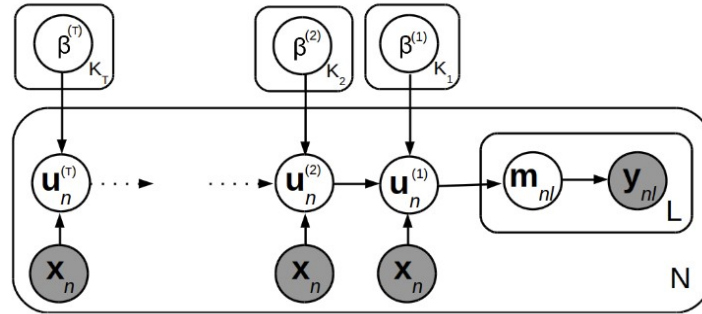 β(T) β(2) β(1)
K_T K_2 K_1
u_n^(T) u_n^(2) u_n^(1) m_nl y_nl
L
x_n x_n x_n N